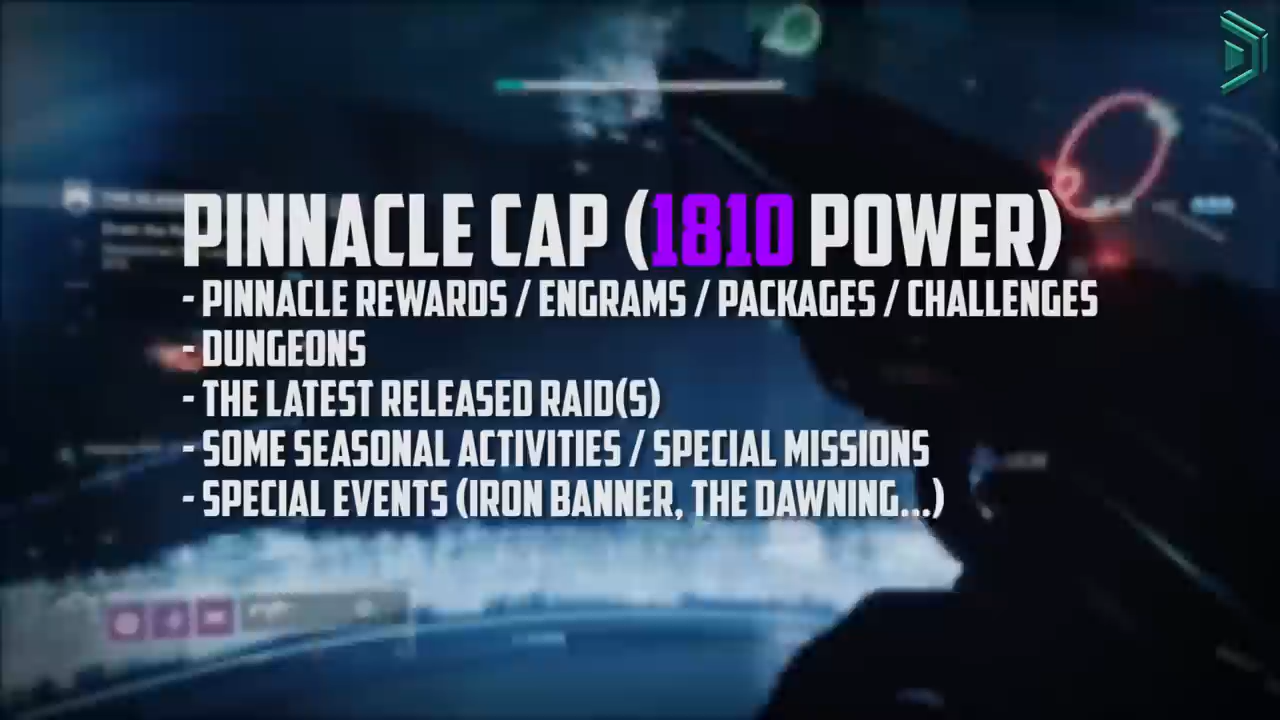 PINNACLE CAP (1810 POWER)
- PINNACLE REWARDS / ENGRAMS / PACKAGES / CHALLENGES
- DUNGEONS
- THE LATEST RELEASED RAID(S)
- SOME SEASONAL ACTIVITIES / SPECIAL MISSIONS
- SPECIAL EVENTS (IRON BANNER, THE DAWNING...)